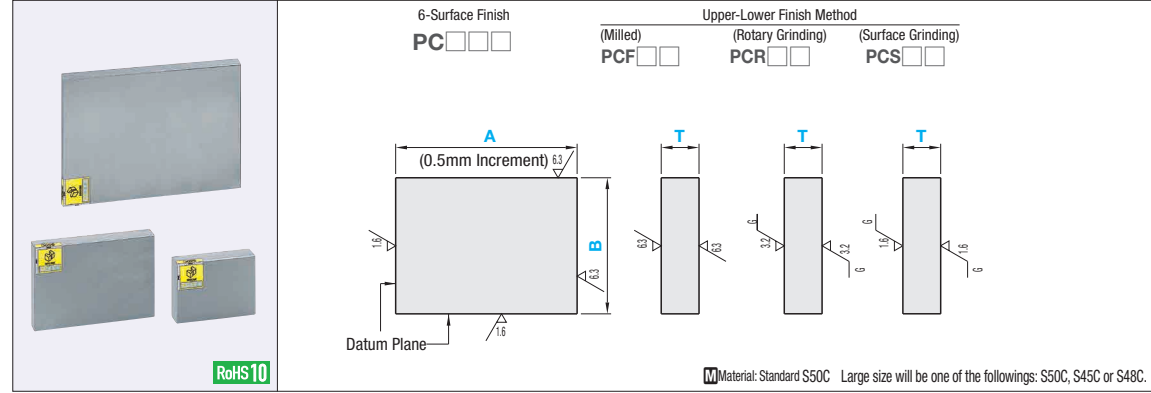 6-Surface Finish
PC□□□
Upper-Lower Finish Method
(Milled)
PCF□□
(Rotary Grinding)
PCR□□
(Surface Grinding)
PCS□□
A
(0.5mm Increment)
6.3
1.6
B
6.3
1.6
Datum Plane
T
6.3
6.3
T
G
3.2
3.2
G
T
G
1.6
1.6
G
RoHS10
M Material: Standard S50C Large size will be one of the followings: S50C, S45C or S48C.